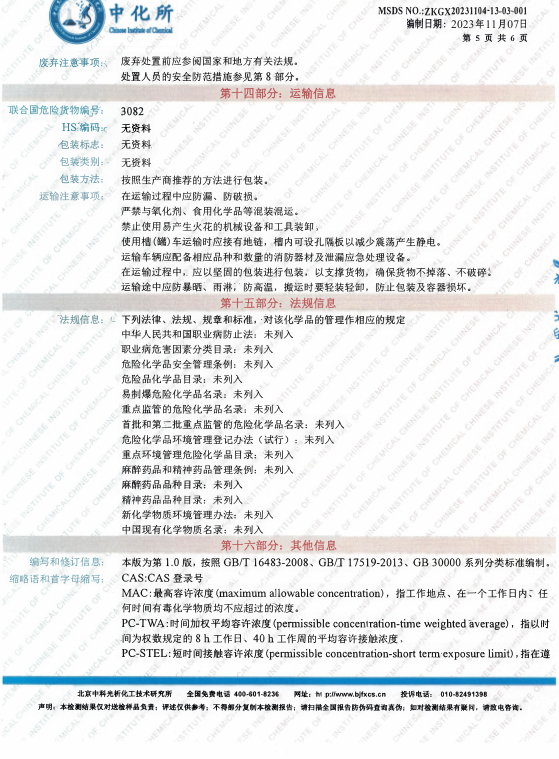 中化所
Chinese Institute of Chemical
MSDS NO.:ZKGX20231104-13-03-001
编制日期：2023年11月07日
第 5 页 共 6 页
废弃注意事项： 废弃处置前应参阅国家和地方有关法规。
处置人员的安全防范措施参见第 8 部分。
第十四部分：运输信息
联合国危险货物编号： 3082
HS 编码： 无资料
包装标志： 无资料
包装类别： 无资料
包装方法： 按照生产商推荐的方法进行包装。
运输注意事项： 在运输过程中应防漏、防破损。
严禁与氧化剂、食用化学品等混装混运。
禁止使用易产生火花的机械设备和工具装卸，
使用槽(罐)车运输时应接有地链，槽内可设孔隔板以减少震荡产生静电。
运输车辆应配备相应品种和数量的消防器材及泄漏应急处理设备。
在运输过程中，应以坚固的包装进行包装，以支撑货物，确保货物不掉落、不破碎。
运输途中应防暴晒、雨淋，防高温，搬运时要轻装轻卸，防止包装及容器损坏。
第十五部分：法规信息
法规信息： 下列法律、法规、规章和标准，对该化学品的管理作相应的规定
中华人民共和国职业病防止法：未列入
职业病危害因素分类目录：未列入
危险化学品安全管理条例：未列入
危险品化学品目录：未列入
易制爆危险化学品名录：未列入
重点监管的危险化学品名录：未列入
首批和第二批重点监管的危险化学品名录：未列入
危险化学品环境管理登记办法（试行）：未列入
重点环境管理危险化学品目录：未列入
麻醉药品和精神药品管理条例：未列入
麻醉药品品种目录：未列入
精神药品品种目录：未列入
新化学物质环境管理办法：未列入
中国现有化学物质名录：未列入
第十六部分：其他信息
编写和修订信息： 本版为第 1.0 版，按照 GB/T 16483-2008、GB/T 17519-2013、GB 30000 系列分类标准编制。
缩略语和首字母缩写： CAS:CAS 登录号
MAC:最高容许浓度(maximum allowable concentration)，指工作地点、在一个工作日内、任
何时间有毒化学物质均不应超过的浓度。
PC-TWA:时间加权平均容许浓度(permissible concentration-time weighted average)，指以时
间为权数规定的 8 h 工作日、40 h 工作周的平均容许接触浓度，
PC-STEL:短时间接触容许浓度(permissible concentration-short term exposure limit)，指在遵
北京中科光析化工技术研究所 全国免费电话 400-601-8236 网址：http://www.bjfxcs.cn 投诉电话： 010-82491398
声明：本检测结果仅对送检样品负责；评述仅供参考；不得部分复制本检测报告；请扫描全国报告防伪码查询真伪；如对检测结果有疑问，请致电咨询。